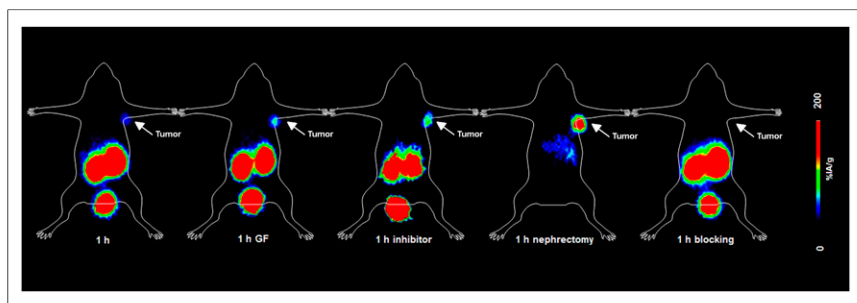 Tumor
Tumor
Tumor
Tumor
Tumor
1 h
1 h GF
1 h inhibitor
1 h nephrectomy
1 h blocking
200
%IA/g
0